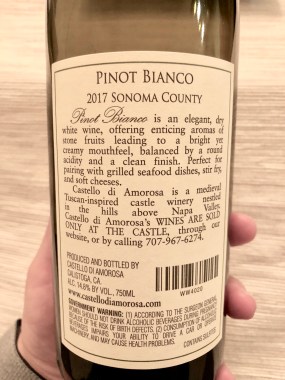 PINOT BIANCO
2017 SONOMA COUNTY
Pinot Bianco is an elegant, dry
white wine, offering enticing aromas of
stone fruits leading to a bright yet
creamy mouthfeel, balanced by a round
acidity and a clean finish. Perfect for
pairing with grilled seafood dishes, stir fry,
and soft cheeses.
Castello di Amorosa is a medieval
Tuscan-inspired castle winery nestled
in the hills above Napa Valley.
Castello di Amorosa's WINES ARE SOLD
ONLY AT THE CASTLE, through our
website, or by calling 707-967-6274.
PRODUCED AND BOTTLED BY
CASTELLO DI AMOROSA
CALISTOGA, CA.
ALC. 14.8% BY VOL., 750ML
www.castellodiamorosa.com
WW4020
GOVERNMENT WARNING: (1) ACCORDING TO THE SURGEON GENERAL,
WOMEN SHOULD NOT DRINK ALCOHOLIC BEVERAGES DURING PREGNANCY
BECAUSE OF THE RISK OF BIRTH DEFECTS. (2) CONSUMPTION OF ALCOHOLIC
BEVERAGES IMPAIRS YOUR ABILITY TO DRIVE A CAR OR OPERATE
MACHINERY, AND MAY CAUSE HEALTH PROBLEMS. CONTAINS SULFITES.